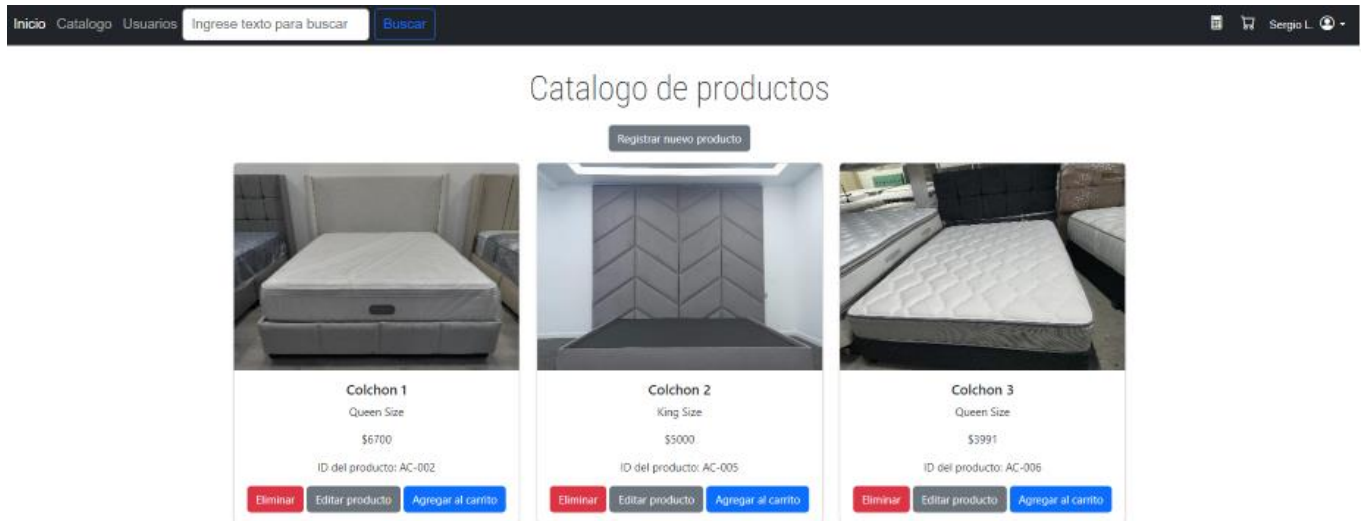 Inicio Catalogo Usuarios Ingrese texto para buscar Buscar Sergio L.
Catalogo de productos
Registrar nuevo producto
Colchon 1
Queen Size
$6700
ID del producto: AC-002
Eliminar Editar producto Agregar al carrito
Colchon 2
King Size
$5000
ID del producto: AC-005
Eliminar Editar producto Agregar al carrito
Colchon 3
Queen Size
$3991
ID del producto: AC-006
Eliminar Editar producto Agregar al carrito